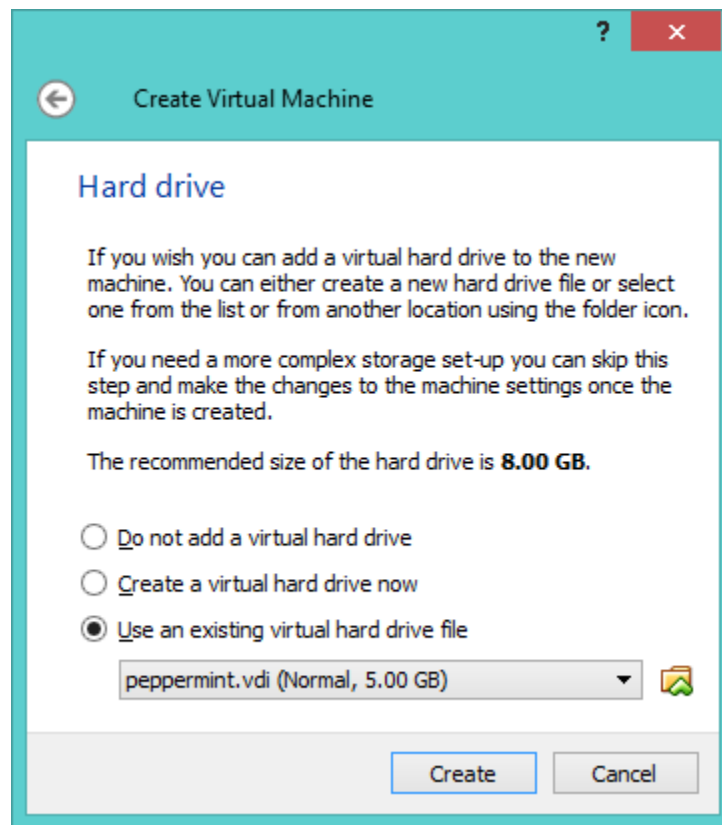 ?
Create Virtual Machine
Hard drive
If you wish you can add a virtual hard drive to the new
machine. You can either create a new hard drive file or select
one from the list or from another location using the folder icon.
If you need a more complex storage set-up you can skip this
step and make the changes to the machine settings once the
machine is created.
The recommended size of the hard drive is 8.00 GB.
Do not add a virtual hard drive
Create a virtual hard drive now
Use an existing virtual hard drive file
peppermint.vdi (Normal, 5.00 GB)
Create Cancel